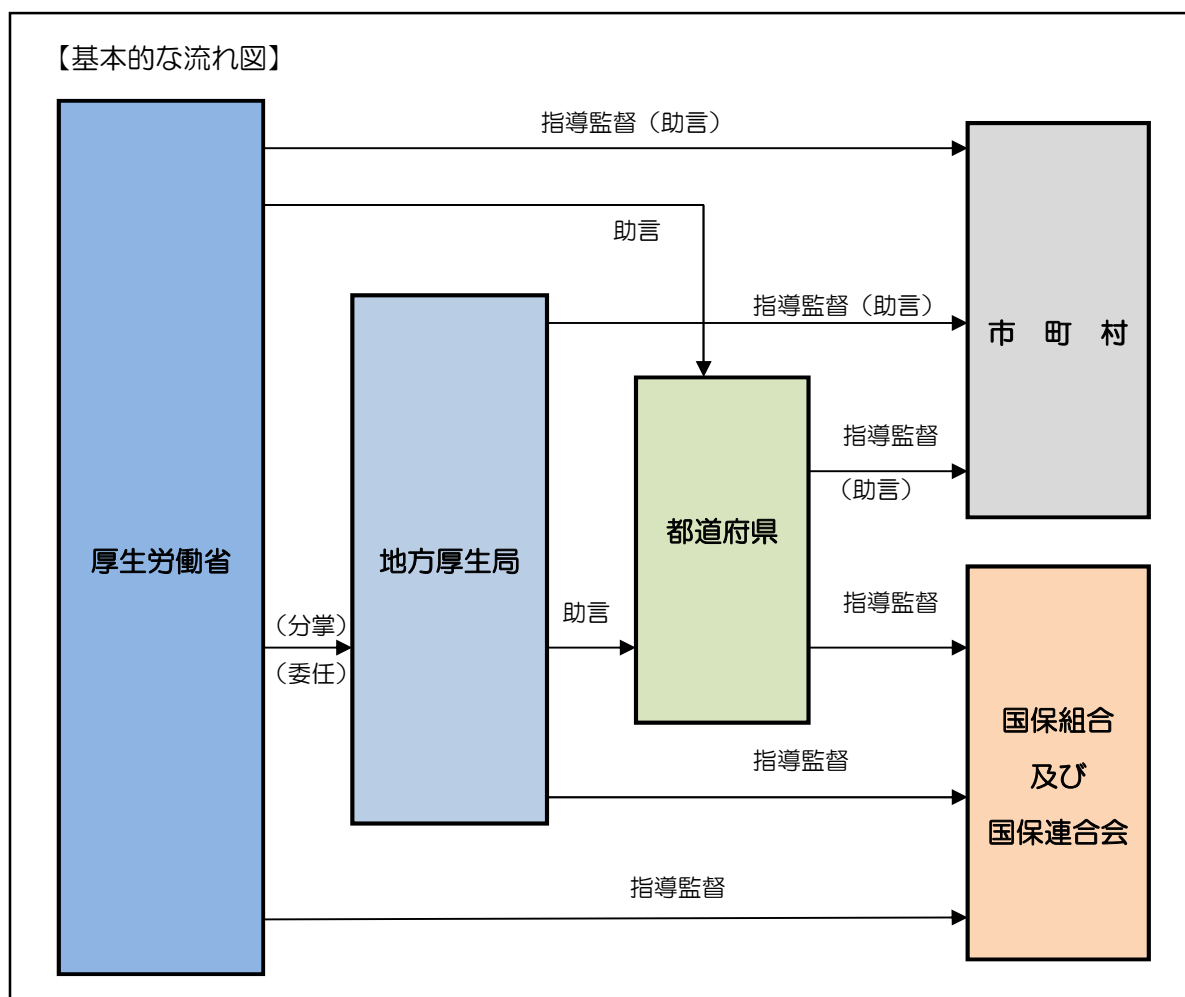 【基本的な流れ図】
指導監督（助言）
助言
指導監督（助言）
市　町　村
指導監督
（助言）
都道府県
厚生労働省
地方厚生局
（分掌）
（委任）
助言
指導監督
国保組合
及び
国保連合会
指導監督
指導監督